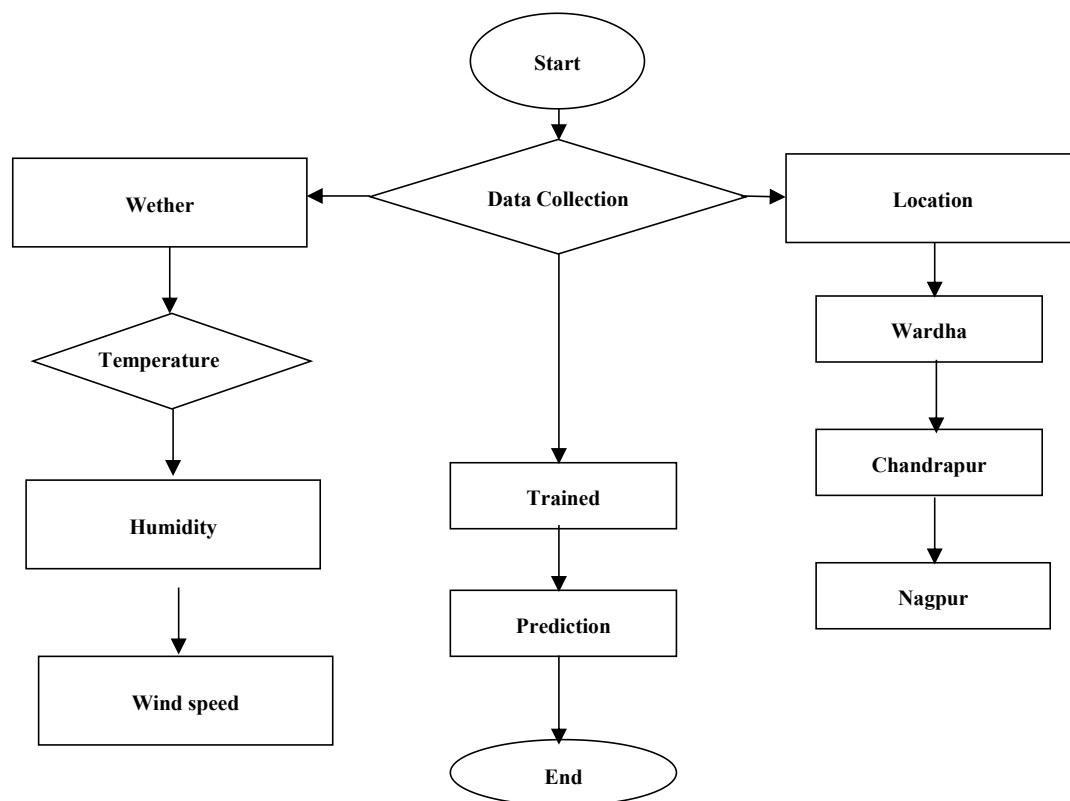 Start
Wether
Data Collection
Location
Temperature
Wardha
Humidity
Trained
Chandrapur
Wind speed
Prediction
Nagpur
End